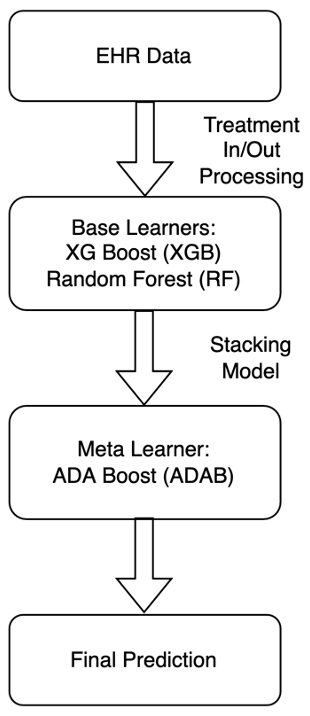 EHR Data
Treatment
In/Out
Processing
Base Learners:
XG Boost (XGB)
Random Forest (RF)
Stacking
Model
Meta Learner:
ADA Boost (ADAB)
Final Prediction